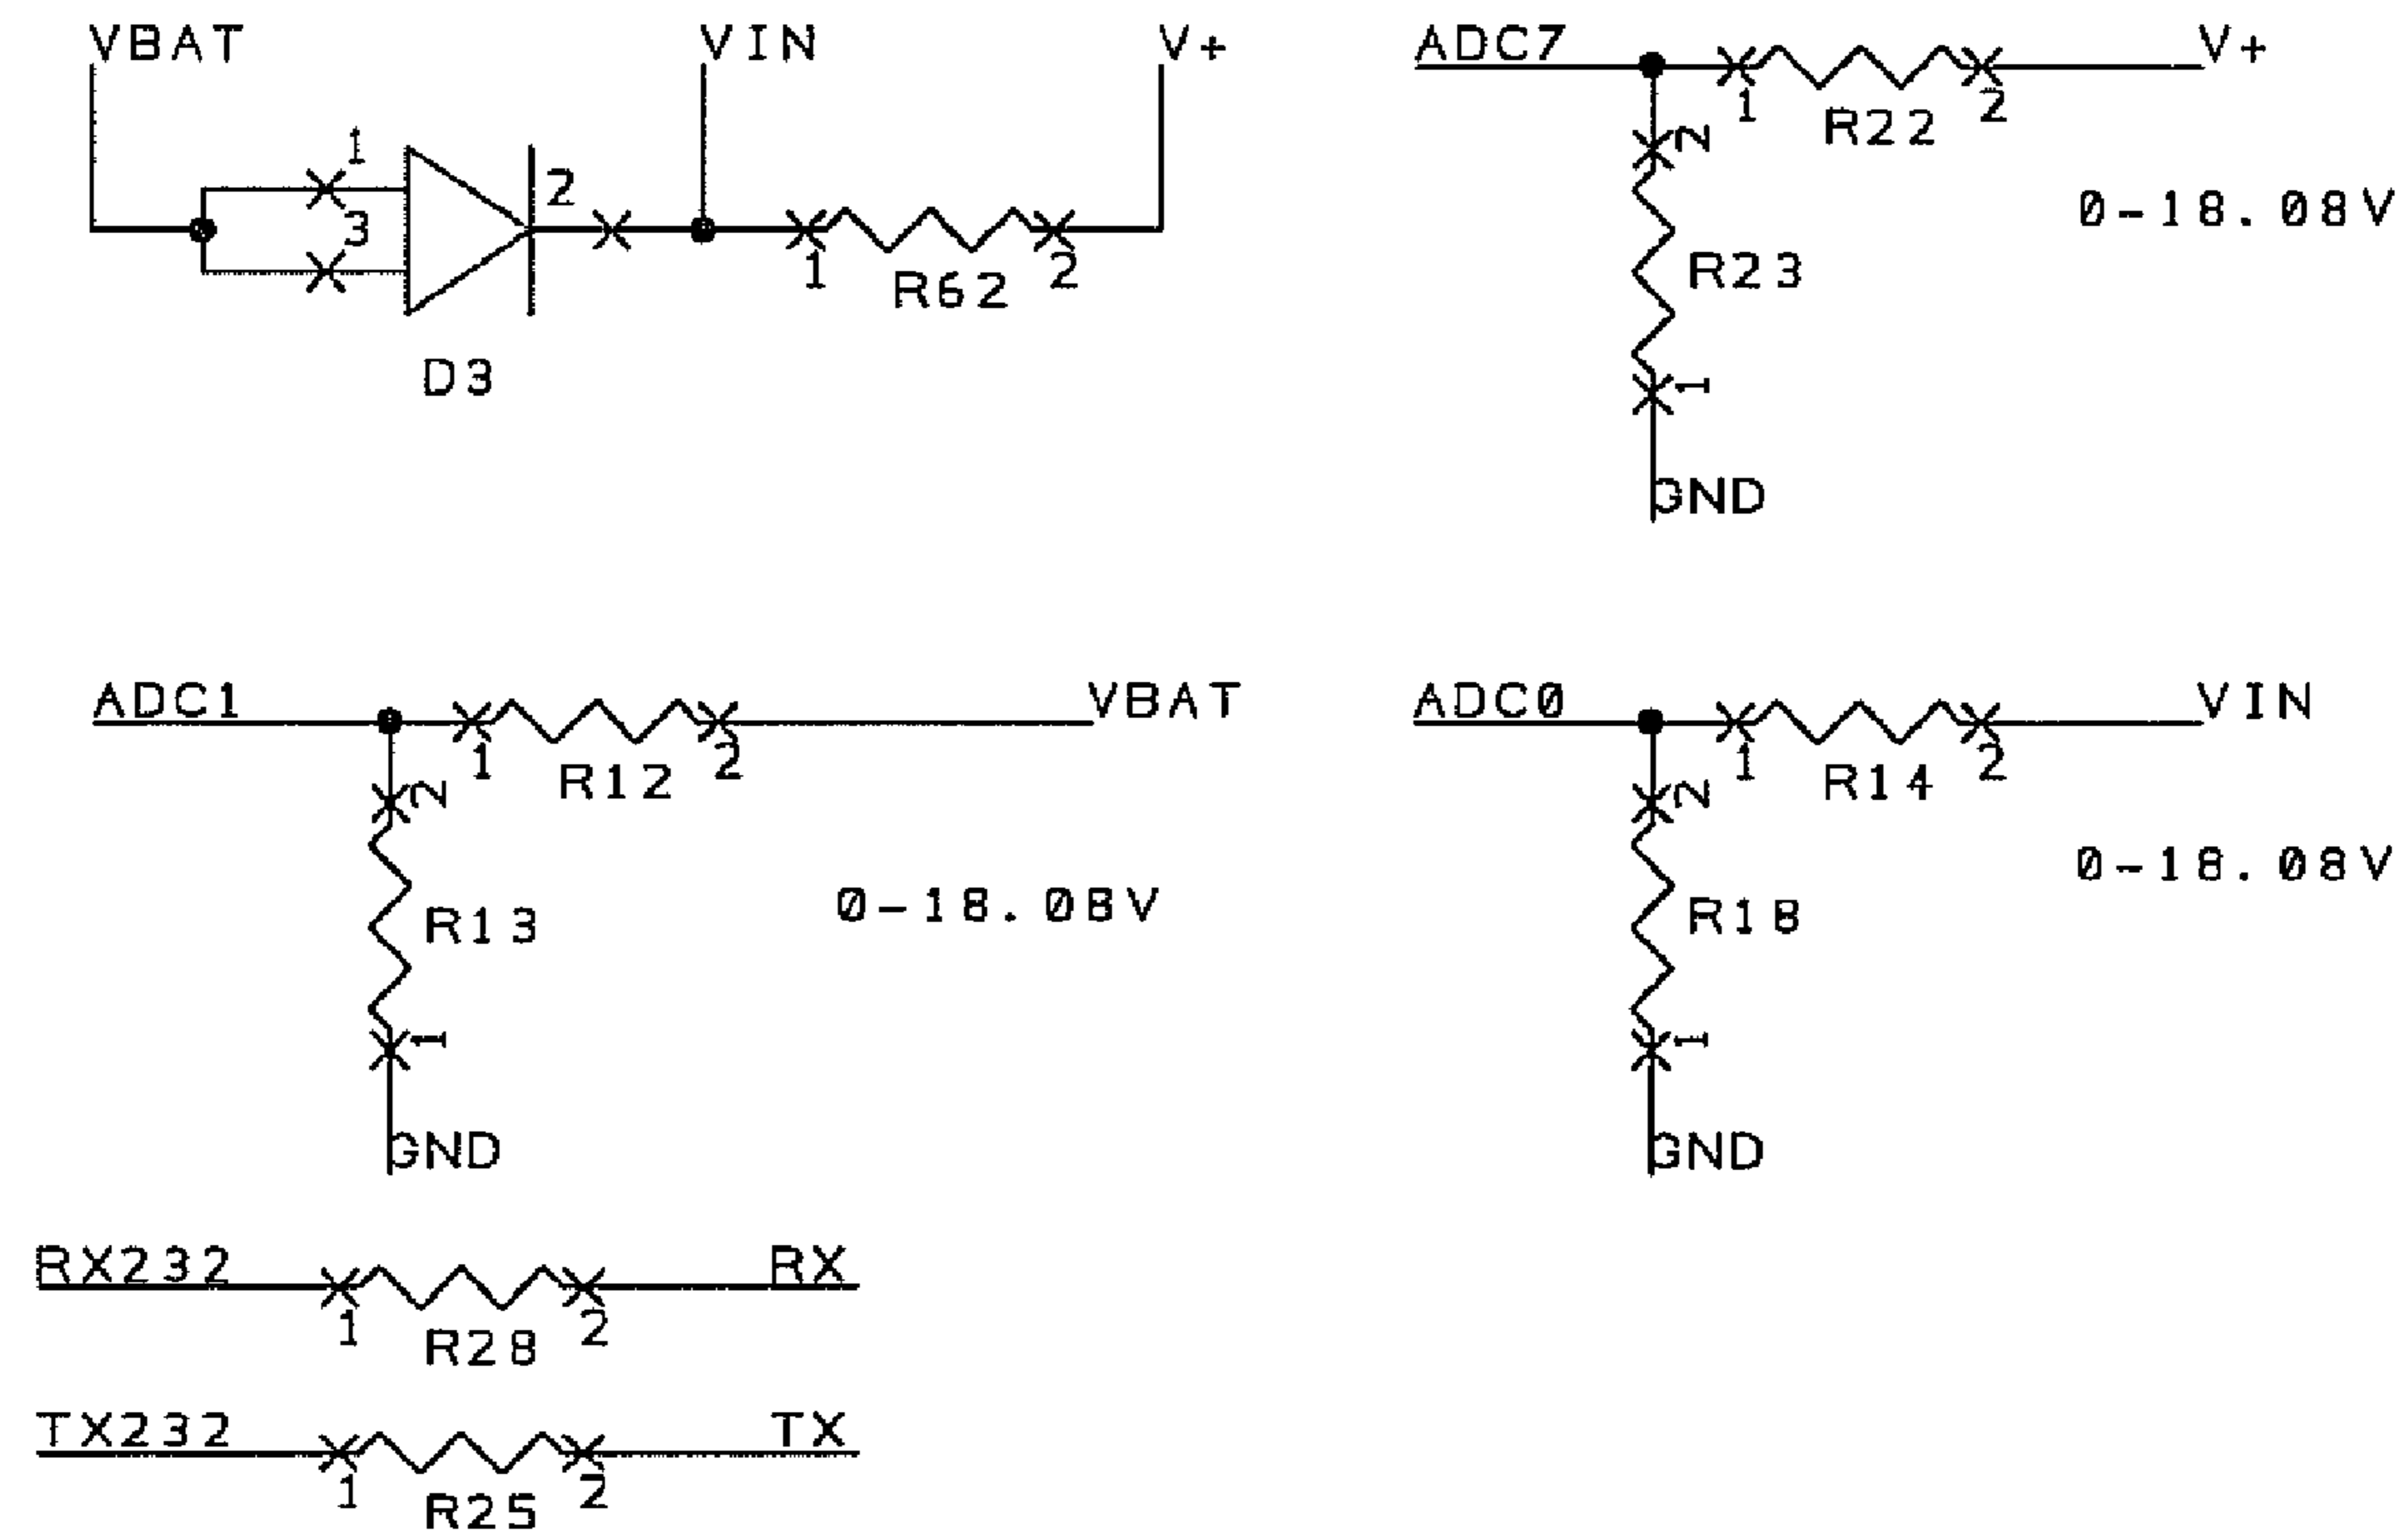 VBAT VIN V+ ADC7 V+
1 2 3 1 R62 2 D3
1 R22 2
2 R23 1
0-18.08V
GND
ADC1 VBAT
1 R12 2
2 R13 1
0-18.08V
GND
ADC0 VIN
1 R14 2
2 R18 1
0-18.08V
GND
RX232 RX
1 R28 2
TX232 TX
1 R25 2